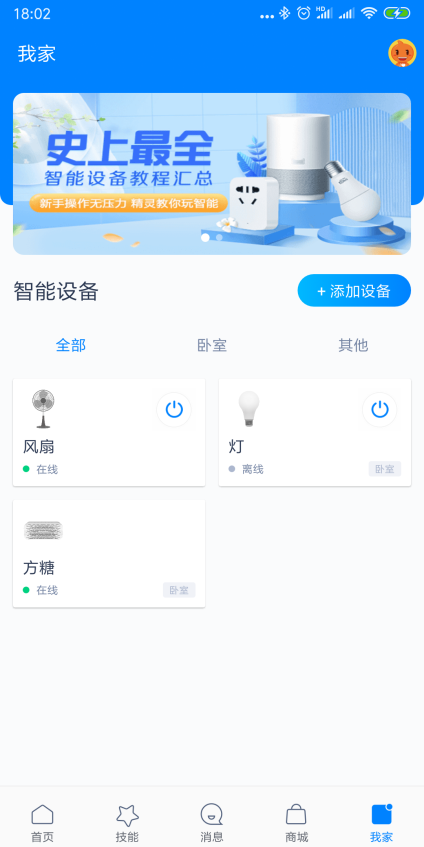 18:02
HD
我家
史上最全
智能设备教程汇总
新手操作无压力 精灵教你玩智能
智能设备
+ 添加设备
全部
卧室
其他
风扇
在线
灯
离线
卧室
方糖
在线
卧室
首页
技能
消息
商城
我家